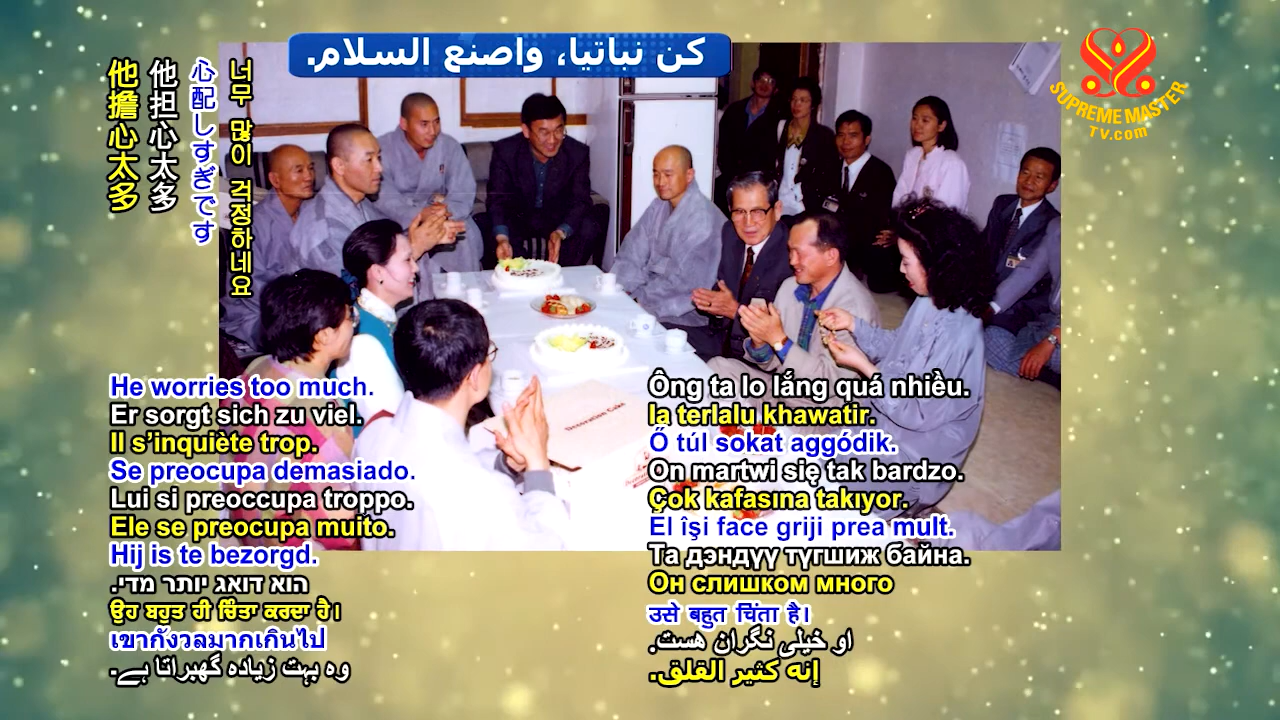 كن نباتيا، واصنع السلام.
SUPREME MASTER
TV.com
너무 많이 걱정하네요
心配しすぎです
他担心太多
他擔心太多
Decoration Cake
He worries too much.
Er sorgt sich zu viel.
Il s’inquiète trop.
Se preocupa demasiado.
Lui si preoccupa troppo.
Ele se preocupa muito.
Hij is te bezorgd.
הוא דואג יותר מדי.
ਉਹ ਬਹੁਤ ਹੀ ਚਿੰਤਾ ਕਰਦਾ ਹੈ।
เขากังวลมากเกินไป
وہ بہت زیادہ گھبراتا ہے۔
Ông ta lo lắng quá nhiều.
Ia terlalu khawatir.
Ő túl sokat aggódik.
On martwi się tak bardzo.
Çok kafasına takıyor.
El îşi face griji prea mult.
Та дэндүү түгшиж байна.
Он слишком много
उसे बहुत चिंता है।
او خیلی نگران هست.
إنه كثير القلق.